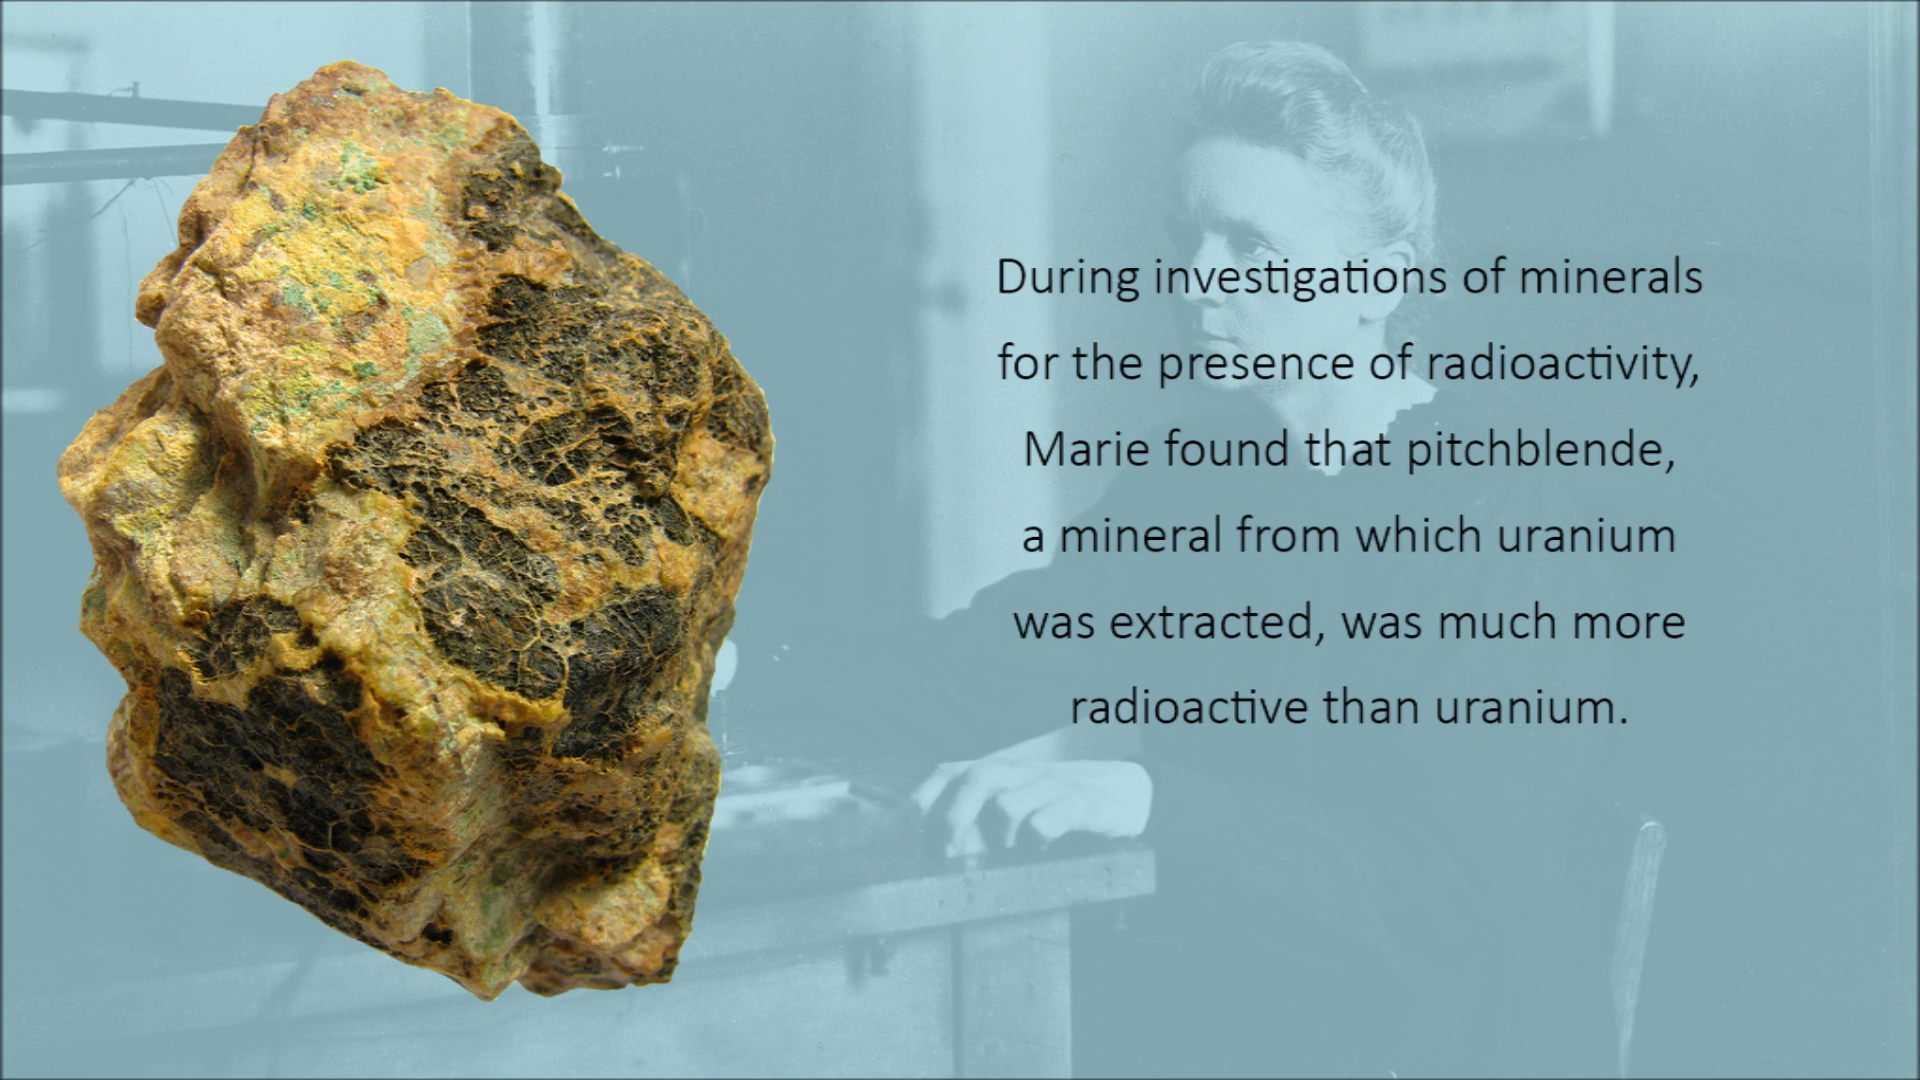 During investigations of minerals
for the presence of radioactivity,
Marie found that pitchblende,
a mineral from which uranium
was extracted, was much more
radioactive than uranium.